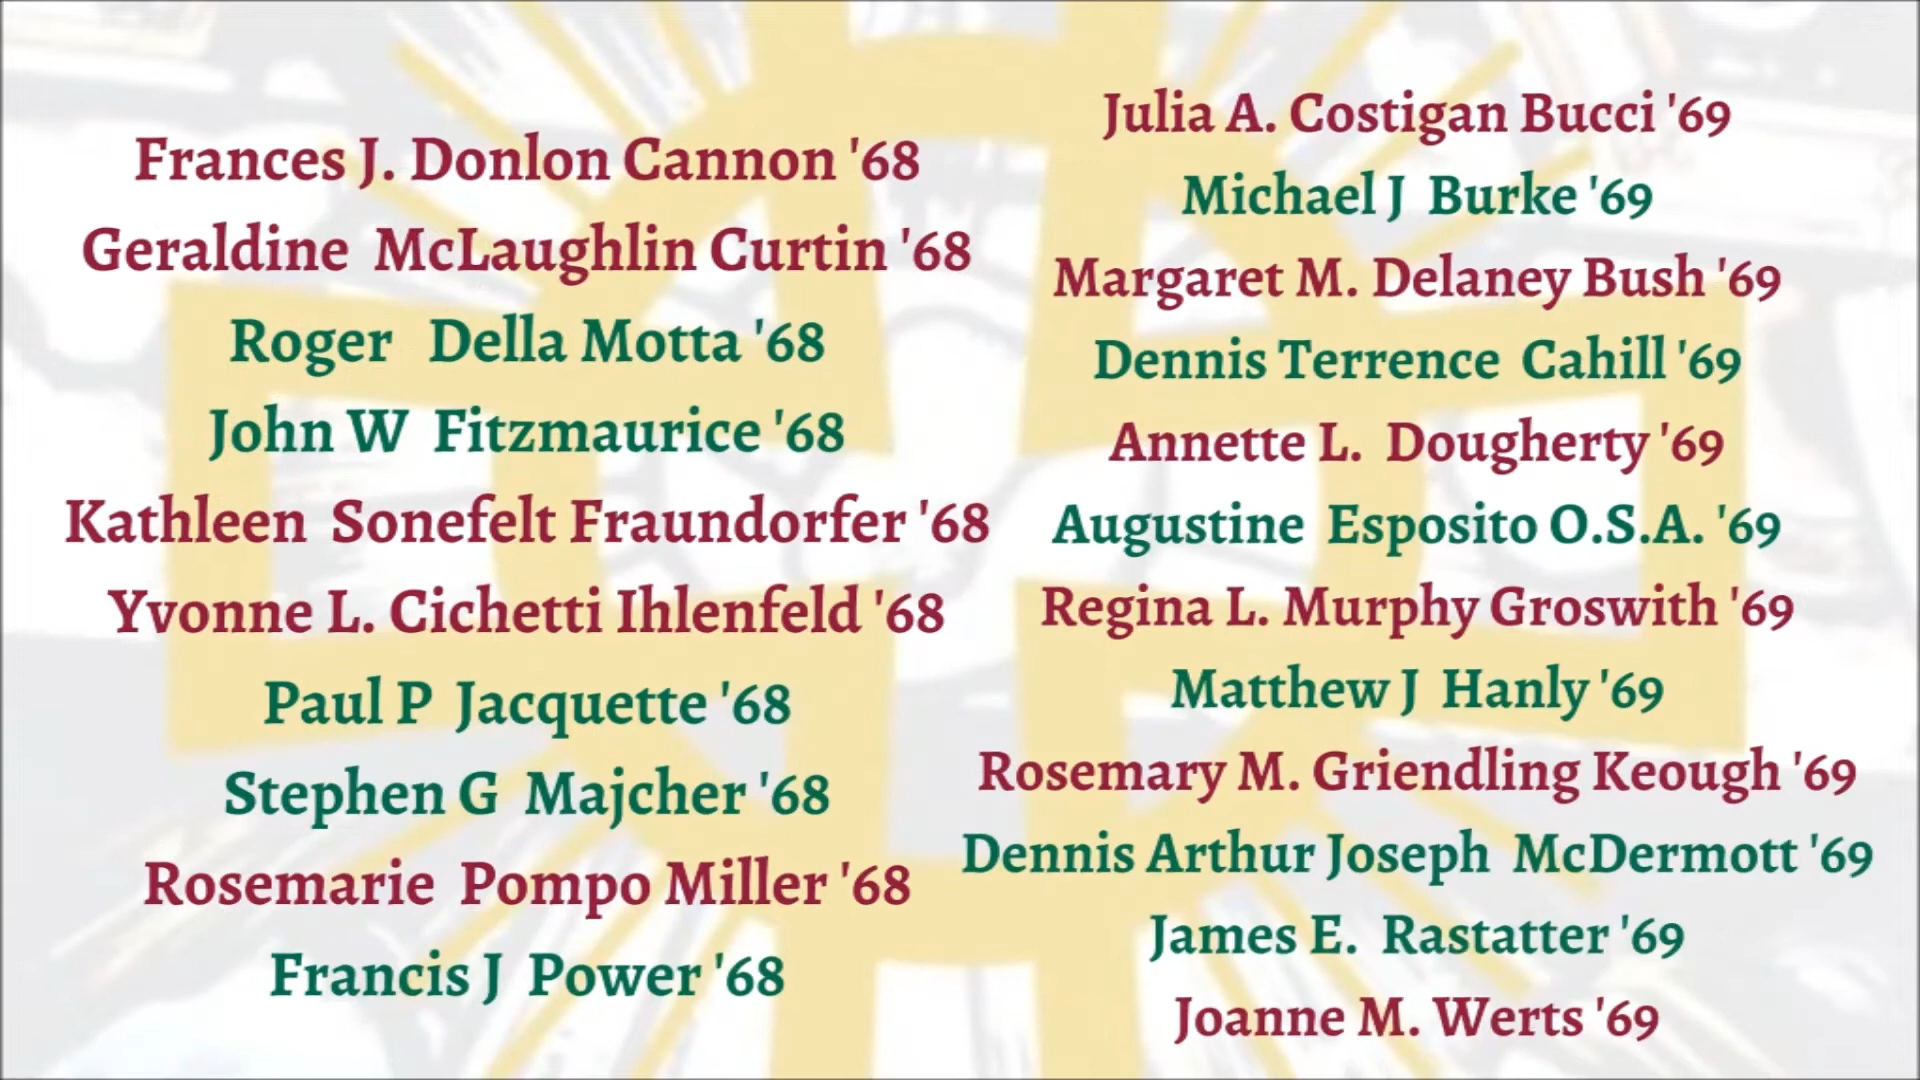 Frances J. Donlon Cannon '68
Geraldine McLaughlin Curtin '68
Roger Della Motta '68
John W Fitzmaurice '68
Kathleen Sonefelt Fraundorfer '68
Yvonne L. Cichetti Ihlenfeld '68
Paul P Jacquette '68
Stephen G Majcher '68
Rosemarie Pompo Miller '68
Francis J Power '68
Julia A. Costigan Bucci '69
Michael J Burke '69
Margaret M. Delaney Bush '69
Dennis Terrence Cahill '69
Annette L. Dougherty '69
Augustine Esposito O.S.A. '69
Regina L. Murphy Groswith '69
Matthew J Hanly '69
Rosemary M. Griendling Keough '69
Dennis Arthur Joseph McDermott '69
James E. Rastatter '69
Joanne M. Werts '69